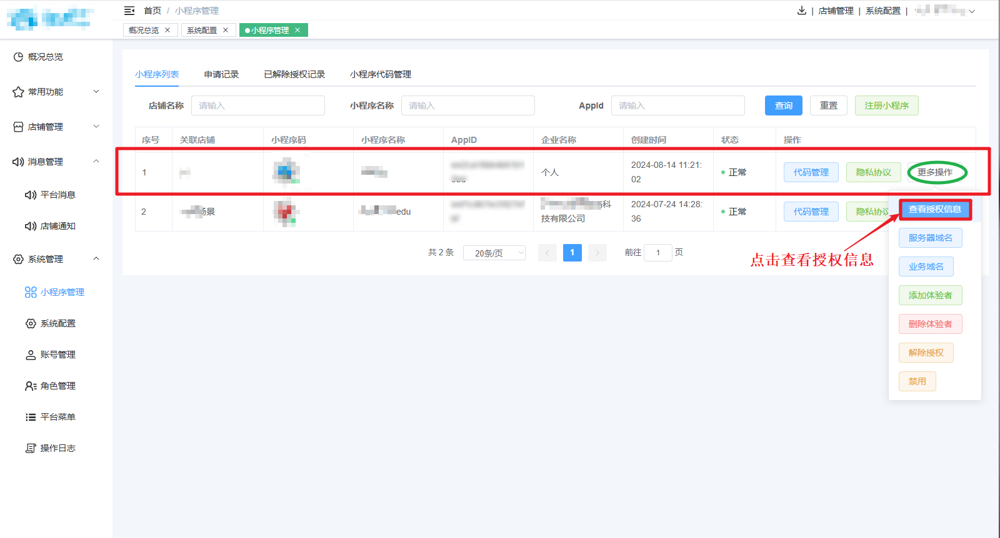 首页 / 小程序管理
| 店铺管理 | 系统配置 |
概况总览 ×
系统配置 ×
小程序管理 ×
概况总览
常用功能
店铺管理
消息管理
平台消息
店铺通知
系统管理
小程序管理
系统配置
账号管理
角色管理
平台菜单
操作日志
小程序列表
申请记录
已解除授权记录
小程序代码管理
店铺名称 请输入
小程序名称 请输入
AppId 请输入
查询
重置
注册小程序
序号 关联店铺 小程序码 小程序名称 AppID 企业名称 创建时间 状态 操作
1 个人 2024-08-14 11:21:
02
正常 代码管理 隐私协议 更多操作
2 场景 edu 科
技有限公司
2024-07-24 14:28:
36
正常 代码管理 隐私协议
共 2 条 20条/页 < 1 > 前往 1 页
点击查看授权信息
查看授权信息
服务器域名
业务域名
添加体验者
删除体验者
解除授权
禁用